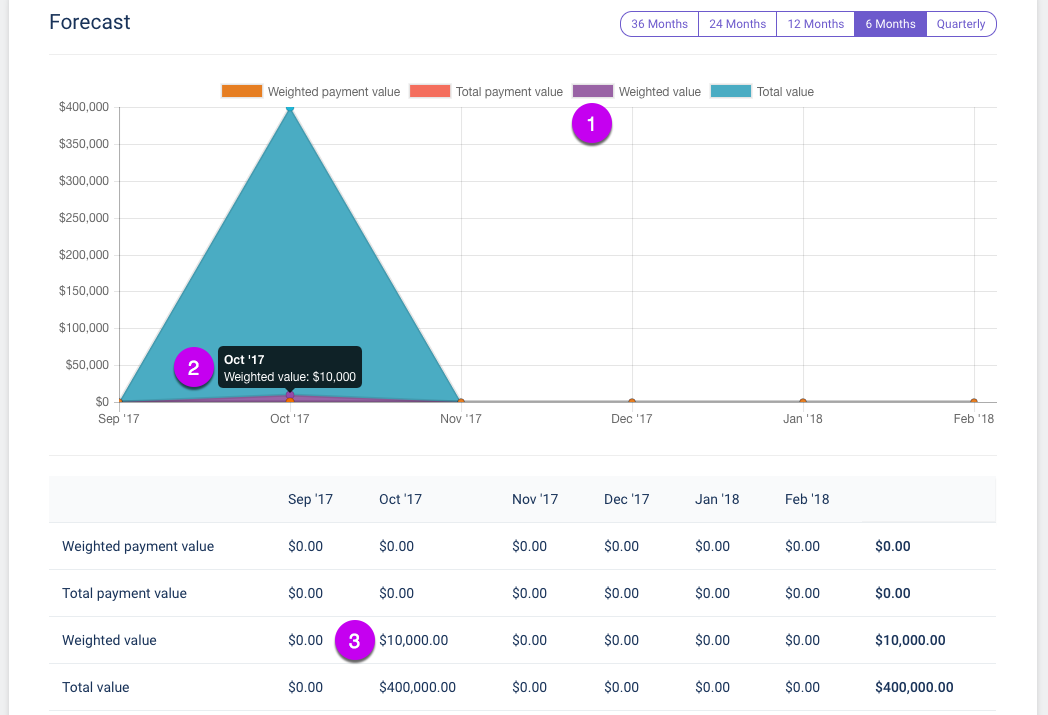 Forecast
36 Months 24 Months 12 Months 6 Months Quarterly
Weighted payment value Total payment value Weighted value Total value
1
$400,000
$350,000
$300,000
$250,000
$200,000
$150,000
$100,000
$50,000
$0
2
Oct '17
Weighted value: $10,000
Sep '17 Oct '17 Nov '17 Dec '17 Jan '18 Feb '18
Sep '17 Oct '17 Nov '17 Dec '17 Jan '18 Feb '18
Weighted payment value $0.00 $0.00 $0.00 $0.00 $0.00 $0.00 $0.00
Total payment value $0.00 $0.00 $0.00 $0.00 $0.00 $0.00 $0.00
Weighted value $0.00 3 $10,000.00 $0.00 $0.00 $0.00 $0.00 $10,000.00
Total value $0.00 $400,000.00 $0.00 $0.00 $0.00 $0.00 $400,000.00